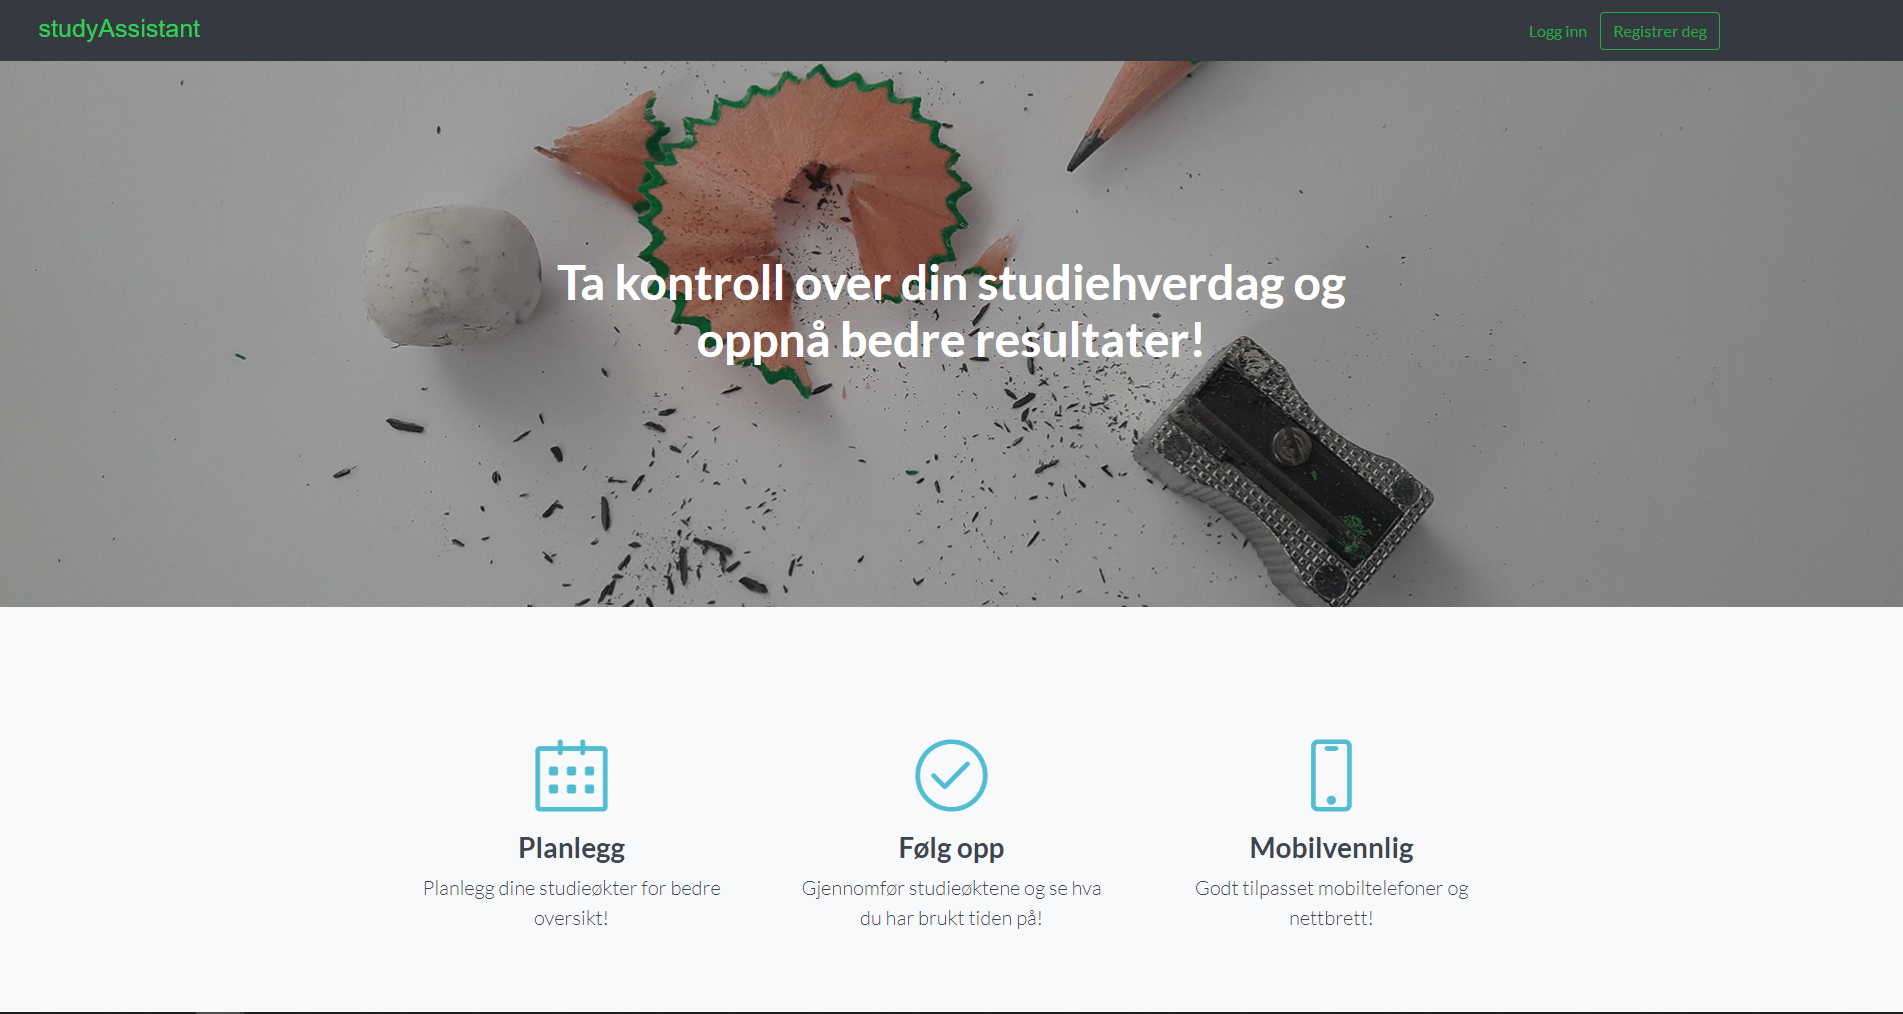 studyAssistant
Logg inn
Registrer deg
Ta kontroll over din studiehverdag og
oppnå bedre resultater!
Planlegg
Planlegg dine studieøkter for bedre
oversikt!
Følg opp
Gjennomfør studieøktene og se hva
du har brukt tiden på!
Mobilvennlig
Godt tilpasset mobiltelefoner og
nettbrett!